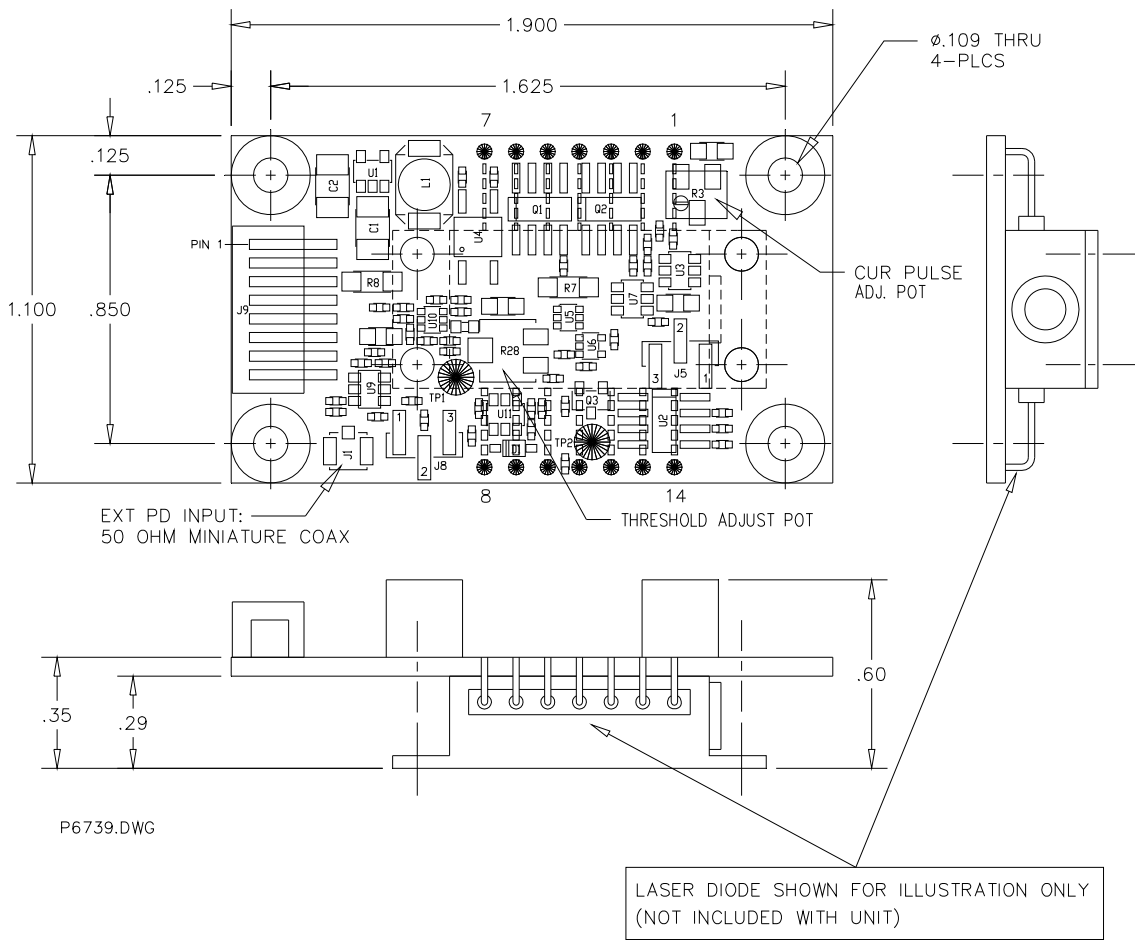 1.900
ø.109 THRU
4-PLCS
.125
1.625
7
1
.125
U1
C2
L1
R3
Q1
Q2
C1
U4
PIN 1
U3
CUR PULSE
ADJ. POT
R8
R7
U7
1.100
.850
J9
U10
U5
2
U6
R28
J5
3
1
U9
TP1
Q3
1
3
U11
U2
TP2
J1
2
J8
8
14
EXT PD INPUT:
50 OHM MINIATURE COAX
THRESHOLD ADJUST POT
.60
.35
.29
P6739.DWG
LASER DIODE SHOWN FOR ILLUSTRATION ONLY
(NOT INCLUDED WITH UNIT)